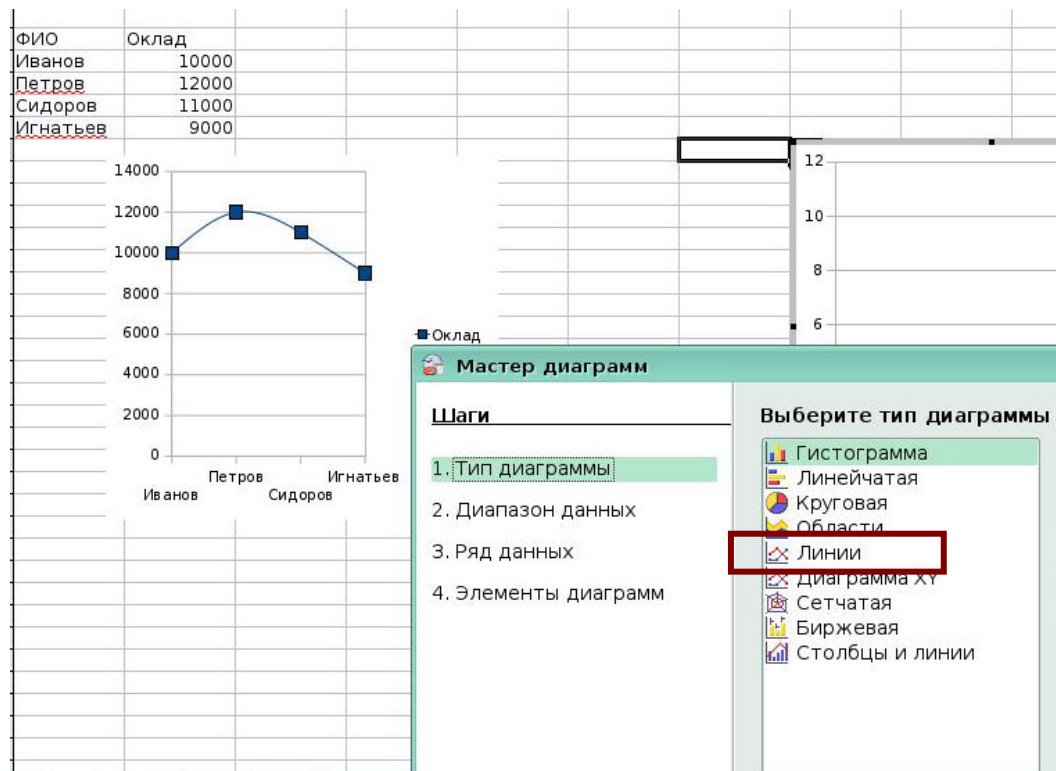 ФИО Оклад
Иванов 10000
Петров 12000
Сидоров 11000
Игнатьев 9000
14000
12000
10000
8000
6000
4000
2000
0
Иванов
Петров
Сидоров
Игнатьев
Оклад
12
10
8
6
Мастер диаграмм
Шаги
1. Тип диаграммы
2. Диапазон данных
3. Ряд данных
4. Элементы диаграмм
Выберите тип диаграммы
Гистограмма
Линейчатая
Круговая
Области
Линии
Диаграмма XY
Сетчатая
Биржевая
Столбцы и линии